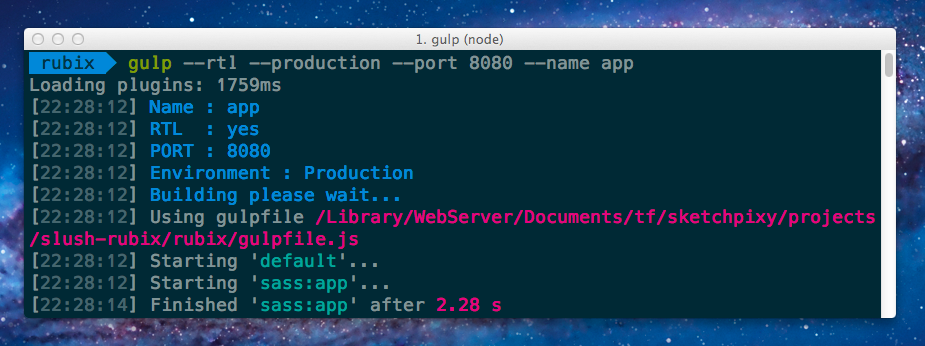 1. gulp (node)
rubix gulp --rtl --production --port 8080 --name app
Loading plugins: 1759ms
[22:28:12] Name : app
[22:28:12] RTL  : yes
[22:28:12] PORT : 8080
[22:28:12] Environment : Production
[22:28:12] Building please wait...
[22:28:12] Using gulpfile /Library/WebServer/Documents/tf/sketchpixy/projects
/slush-rubix/rubix/gulpfile.js
[22:28:12] Starting 'default'...
[22:28:12] Starting 'sass:app'...
[22:28:14] Finished 'sass:app' after 2.28 s